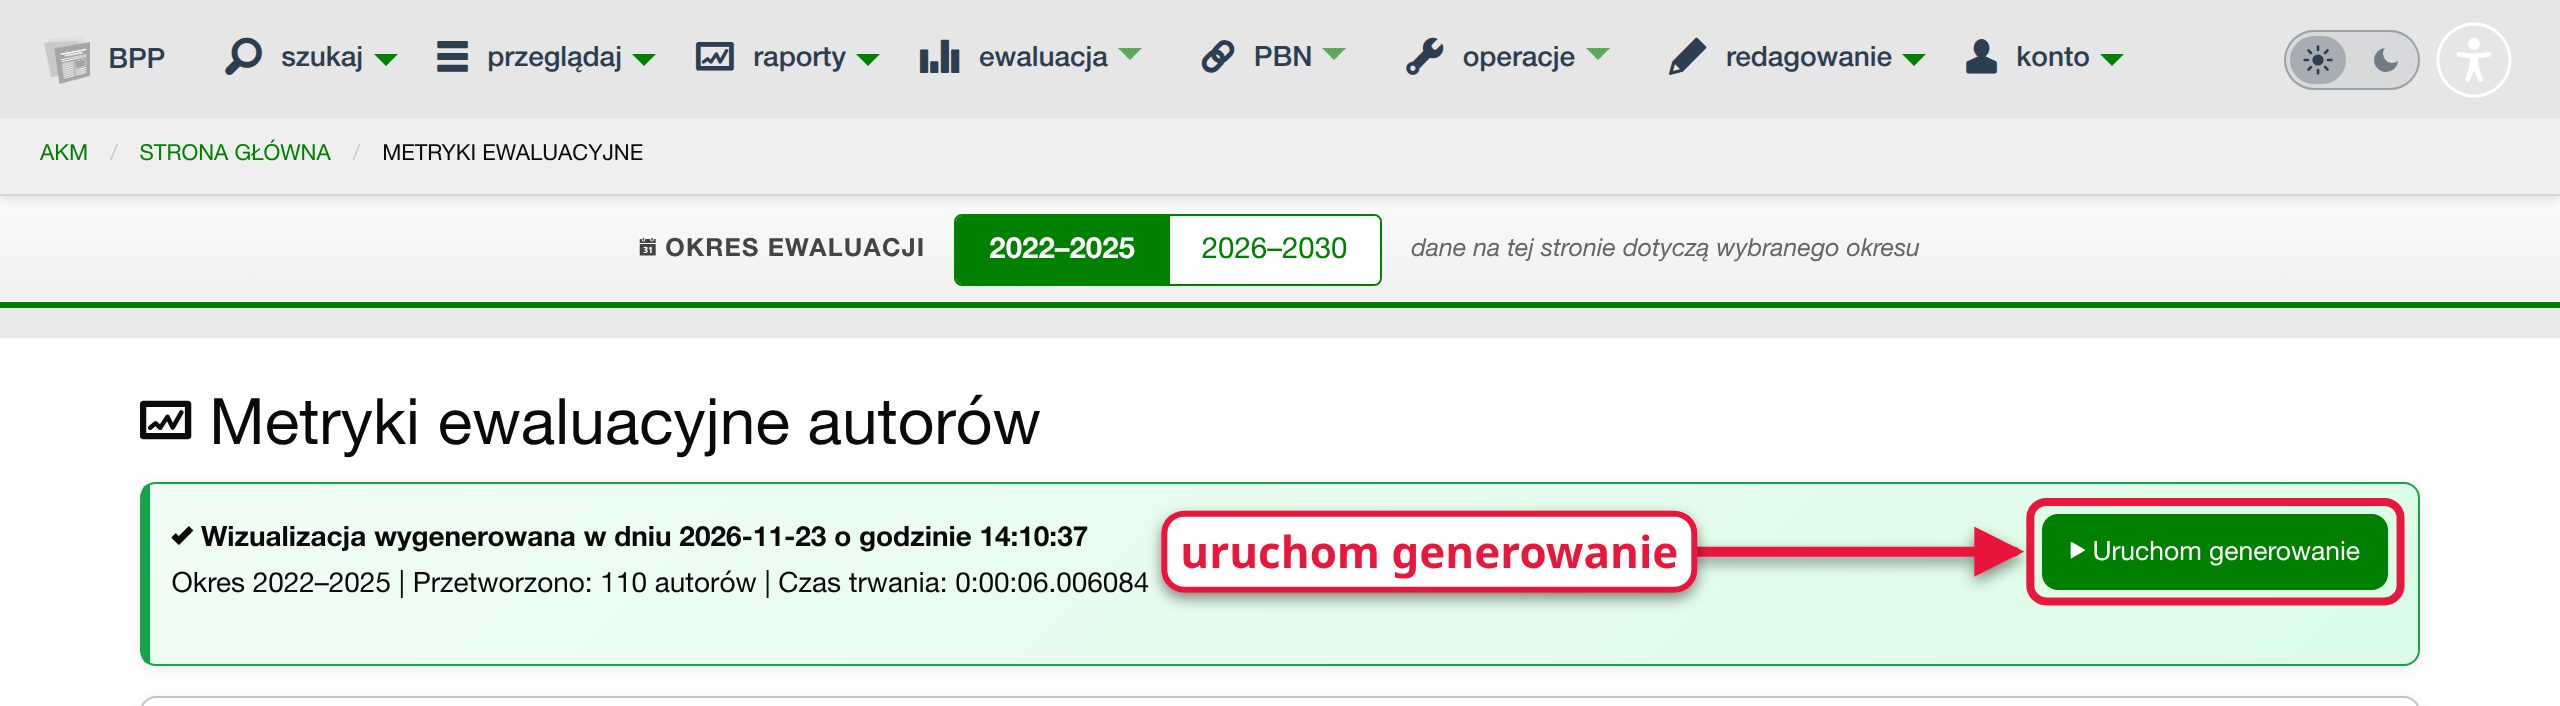 BPP szukaj przeglądaj raporty ewaluacja PBN operacje redagowanie konto
AKM / STRONA GŁÓWNA / METRYKI EWALUACYJNE
31 OKRES EWALUACJI 2022–2025 2026–2030 dane na tej stronie dotyczą wybranego okresu
Metryki ewaluacyjne autorów
Wizualizacja wygenerowana w dniu 2026-11-23 o godzinie 14:10:37
Okres 2022–2025 | Przetworzono: 110 autorów | Czas trwania: 0:00:06.006084
uruchom generowanie
Uruchom generowanie